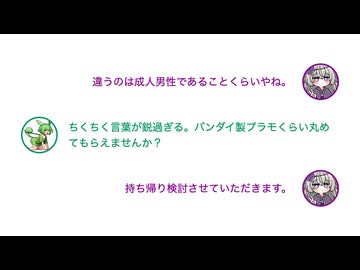 違うのは成人男性であることくらいやね。
ちくちく言葉が鋭過ぎる。バンダイ製プラモくらい丸め
てもらえませんか？
持ち帰り検討させていただきます。